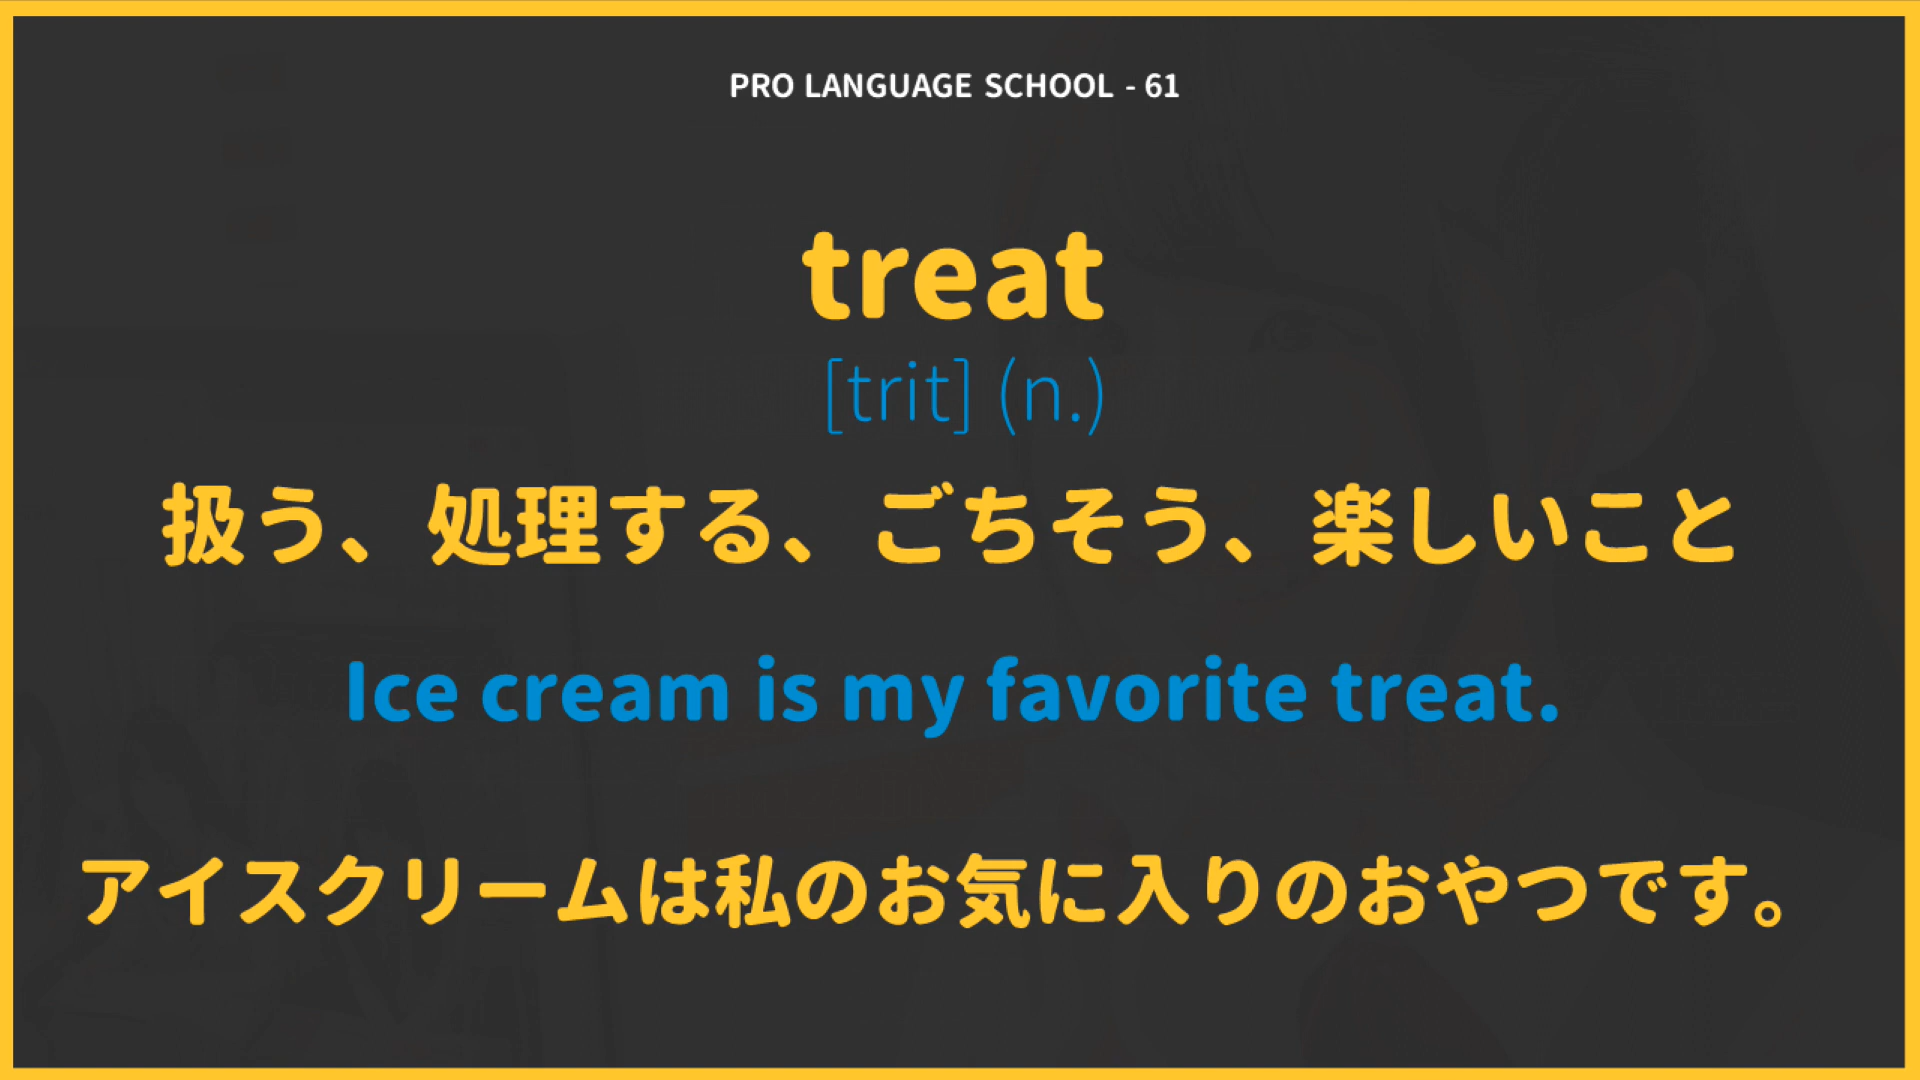 PRO LANGUAGE SCHOOL - 61
treat
[trit] (n.)
扱う、処理する、ごちそう、楽しいこと
Ice cream is my favorite treat.
アイスクリームは私のお気に入りのおやつです。